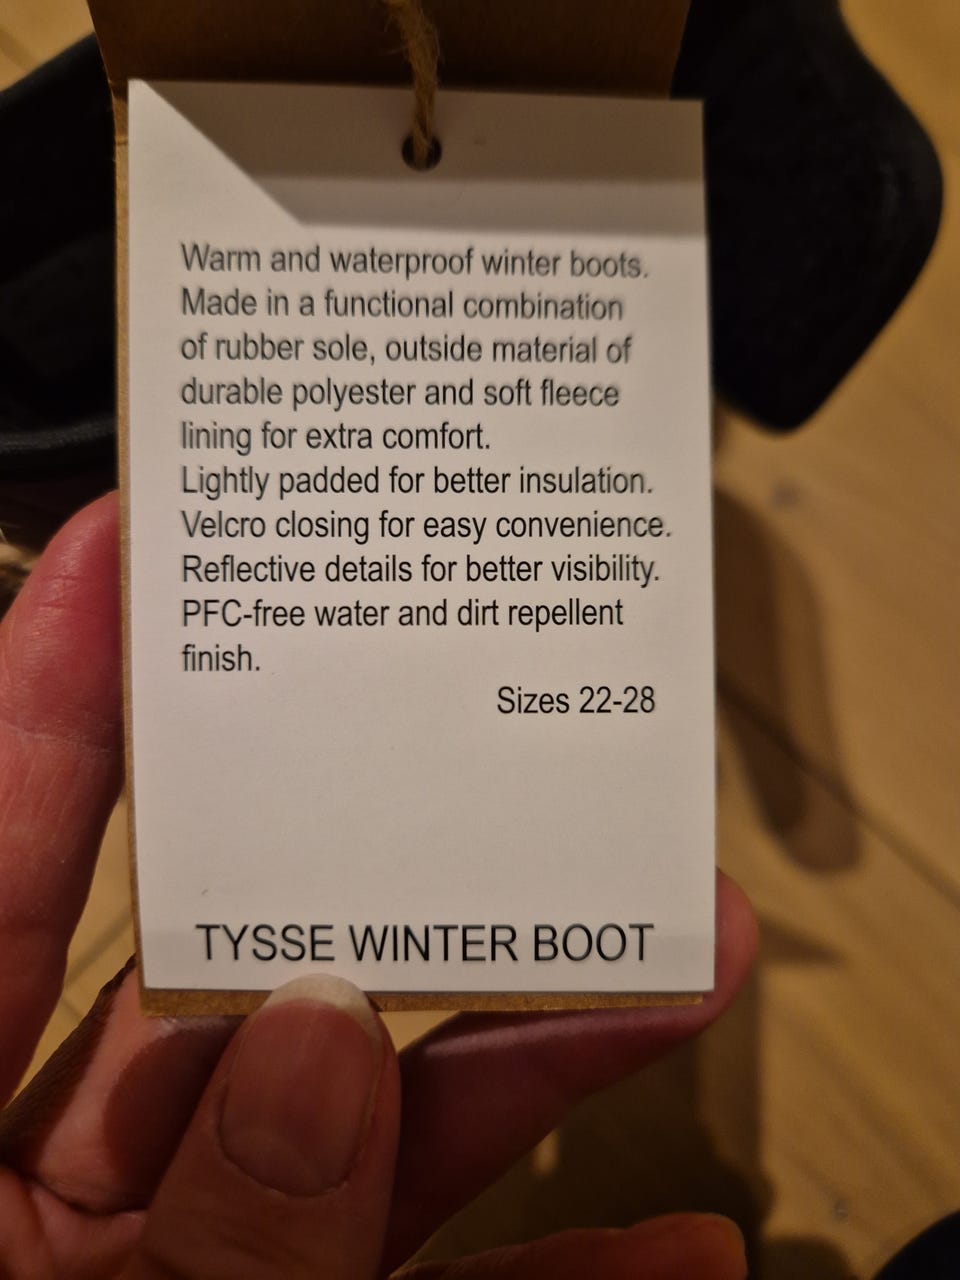 Warm and waterproof winter boots.
Made in a functional combination
of rubber sole, outside material of
durable polyester and soft fleece
lining for extra comfort.
Lightly padded for better insulation.
Velcro closing for easy convenience.
Reflective details for better visibility.
PFC-free water and dirt repellent
finish.
Sizes 22-28
TYSSE WINTER BOOT